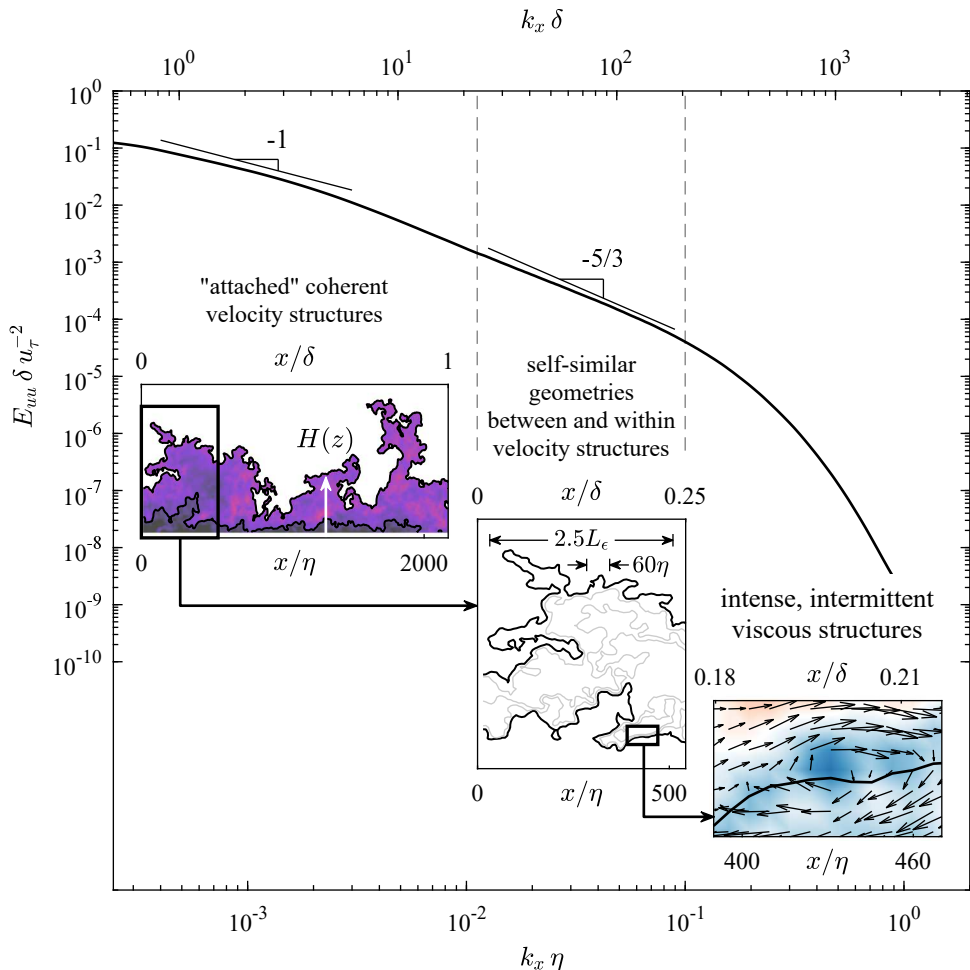 k_x δ
10^0 10^1 10^2 10^3
10^0
10^-1
10^-2
10^-3
10^-4
10^-5
10^-6
10^-7
10^-8
10^-9
10^-10
E_uu δ u_τ^-2
-1
-5/3
"attached" coherent
velocity structures
0 x/δ 1
H(z)
0 x/η 2000
self-similar
geometries
between and within
velocity structures
0 x/δ 0.25
2.5L_ϵ
60η
0 x/η 500
intense, intermittent
viscous structures
0.18 x/δ 0.21
400 x/η 460
10^-3 10^-2 10^-1 10^0
k_x η